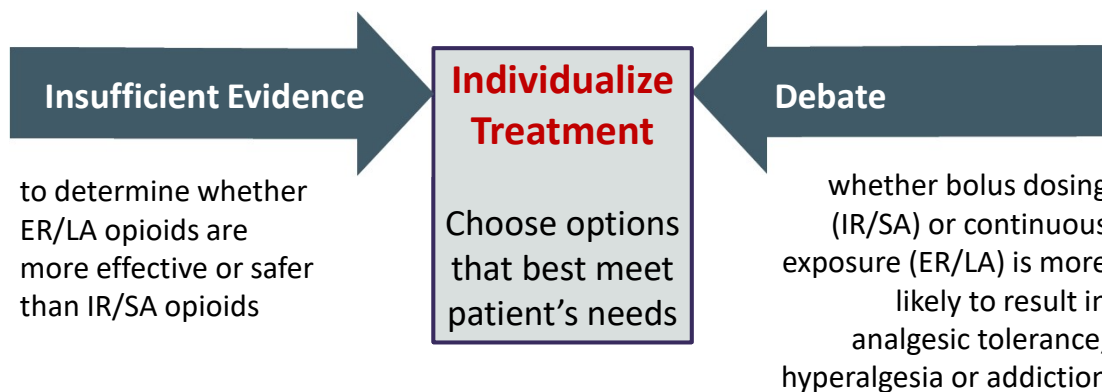 Insufficient Evidence
to determine whether
ER/LA opioids are
more effective or safer
than IR/SA opioids
Individualize
Treatment
Choose options
that best meet
patient’s needs
Debate
whether bolus dosing
(IR/SA) or continuous
exposure (ER/LA) is more
likely to result in
analgesic tolerance,
hyperalgesia or addiction